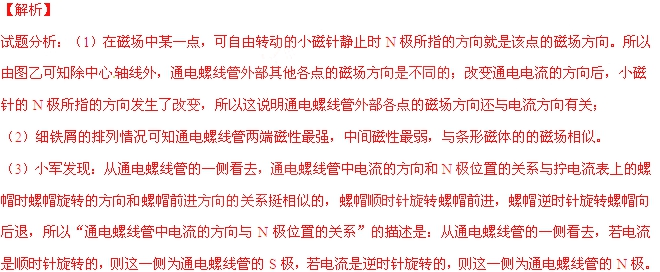 【解析】
试题分析：（1）在磁场中某一点，可自由转动的小磁针静止时 N 极所指的方向就是该点的磁场方向。所以
由图乙可知除中心轴线外，通电螺线管外部其他各点的磁场方向是不同的；改变通电电流的方向后，小磁
针的 N 极所指的方向发生了改变，所以这说明通电螺线管外部各点的磁场方向还与电流方向有关；
（2）细铁屑的排列情况可知通电螺线管两端磁性最强，中间磁性最弱，与条形磁体的的磁场相似。
（3）小军发现：从通电螺线管的一侧看去，通电螺线管中电流的方向和 N 极位置的关系与拧电流表上的螺
帽时螺帽旋转的方向和螺帽前进方向的关系挺相似的，螺帽顺时针旋转螺帽前进，螺帽逆时针旋转螺帽向
后退，所以“通电螺线管中电流的方向与 N 极位置的关系”的描述是：从通电螺线管的一侧看去，若电流
是顺时针旋转的，则这一侧为通电螺线管的 S 极，若电流是逆时针旋转的，则这一侧为通电螺线管的 N 极。